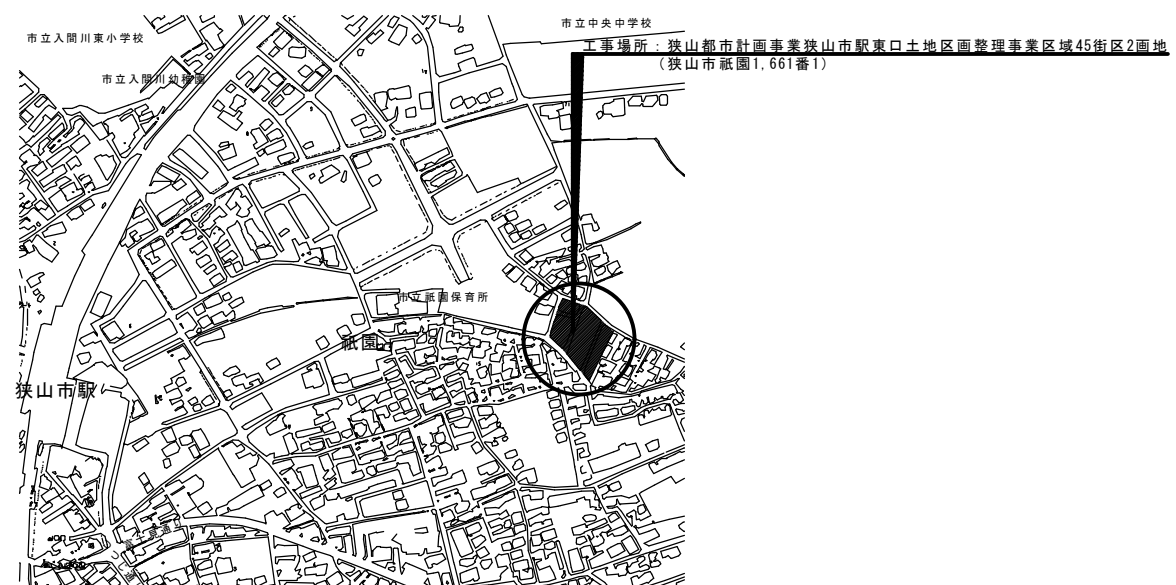 市立中央中学校
市立入間川東小学校
工事場所：狭山都市計画事業狭山市駅東口土地区画整理事業区域45街区2画地
（狭山市祇園1,661番1）
市立入間川幼稚園
市立祇園保育所
祇園
狭山市駅